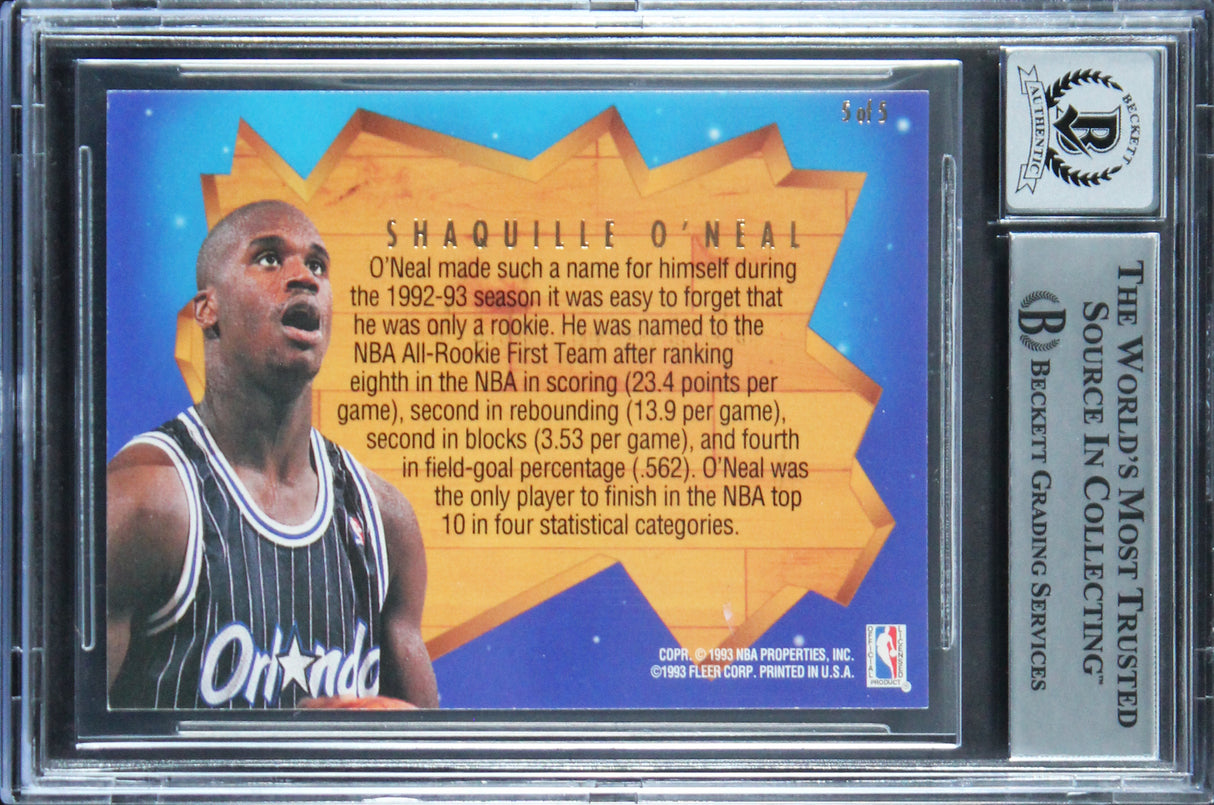 5 of 5
SHAQUILLE O'NEAL
O'Neal made such a name for himself during
the 1992-93 season it was easy to forget that
he was only a rookie. He was named to the
NBA All-Rookie First Team after ranking
eighth in the NBA in scoring (23.4 points per
game), second in rebounding (13.9 per game),
second in blocks (3.53 per game), and fourth
in field-goal percentage (.562). O'Neal was
the only player to finish in the NBA top
10 in four statistical categories.
Orlando
COPR. © 1993 NBA PROPERTIES, INC.
©1993 FLEER CORP. PRINTED IN U.S.A.
OFFICIAL
LICENSED
PRODUCT
BECKETT
AUTHENTIC
B
THE WORLD'S MOST TRUSTED
SOURCE IN COLLECTING™
B BECKETT GRADING SERVICES